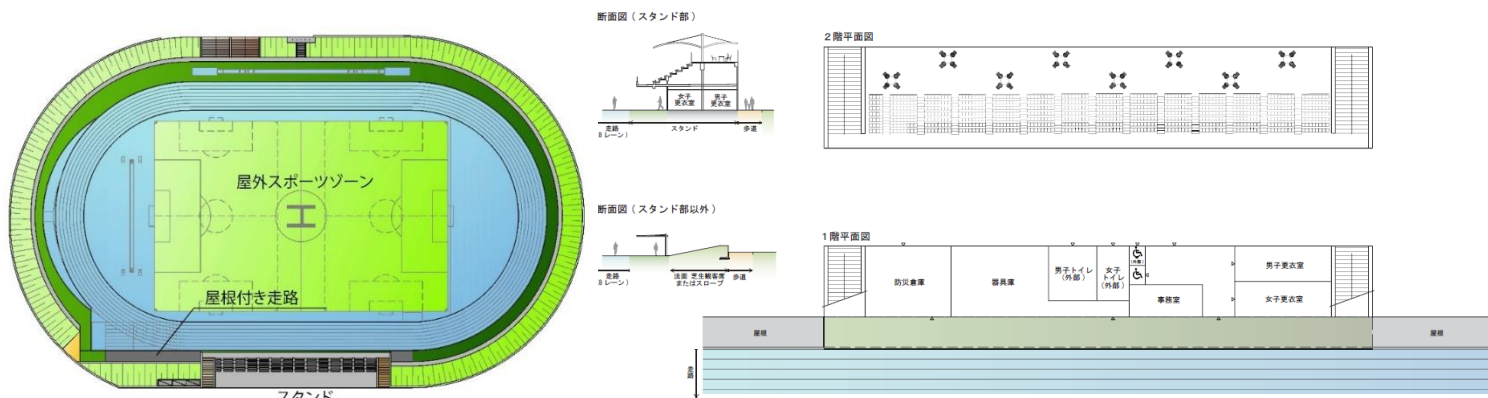 屋外スポーツゾーン
H
屋根付き走路
スタンド
断面図(スタンド部)
女子
更衣室
男子
更衣室
走路
8レーン)
スタンド
歩道
断面図(スタンド部以外)
走路
8レーン)
法面 芝生観客席
またはスロープ
歩道
2階平面図
1階平面図
防災倉庫
器具庫
男子トイレ
(外部)
女子
トイレ
(外部)
(外部)
事務室
男子更衣室
女子更衣室
屋根
屋根
走路